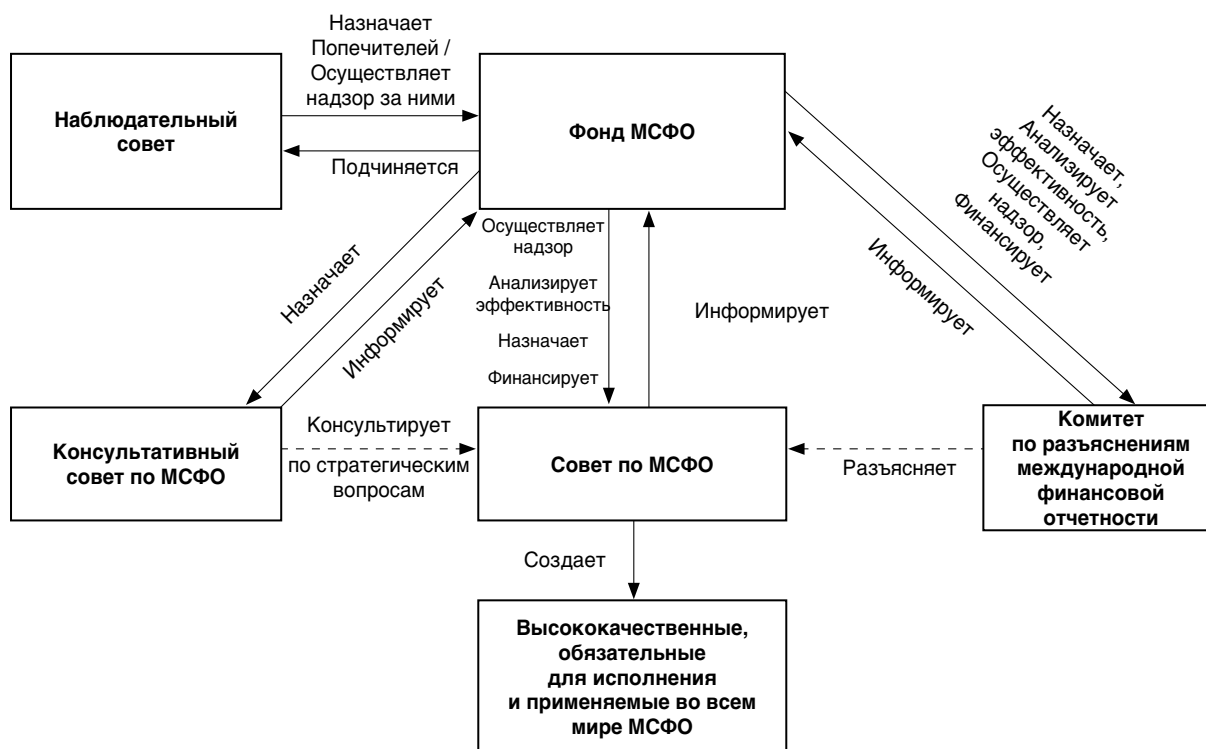 Назначает
Попечителей /
Осуществляет
надзор за ними
Наблюдательный
совет
Фонд МСФО
Подчиняется
Назначает,
Анализирует
эффективность,
Осуществляет
надзор,
Финансирует
Информирует
Назначает
Информирует
Осуществляет
надзор
Анализирует
эффективность
Назначает
Финансирует
Информирует
Консультативный
совет по МСФО
Консультирует
по стратегическим
вопросам
Совет по МСФО
Разъясняет
Комитет
по разъяснениям
международной
финансовой
отчетности
Создает
Высококачественные,
обязательные
для исполнения
и применяемые во всем
мире МСФО